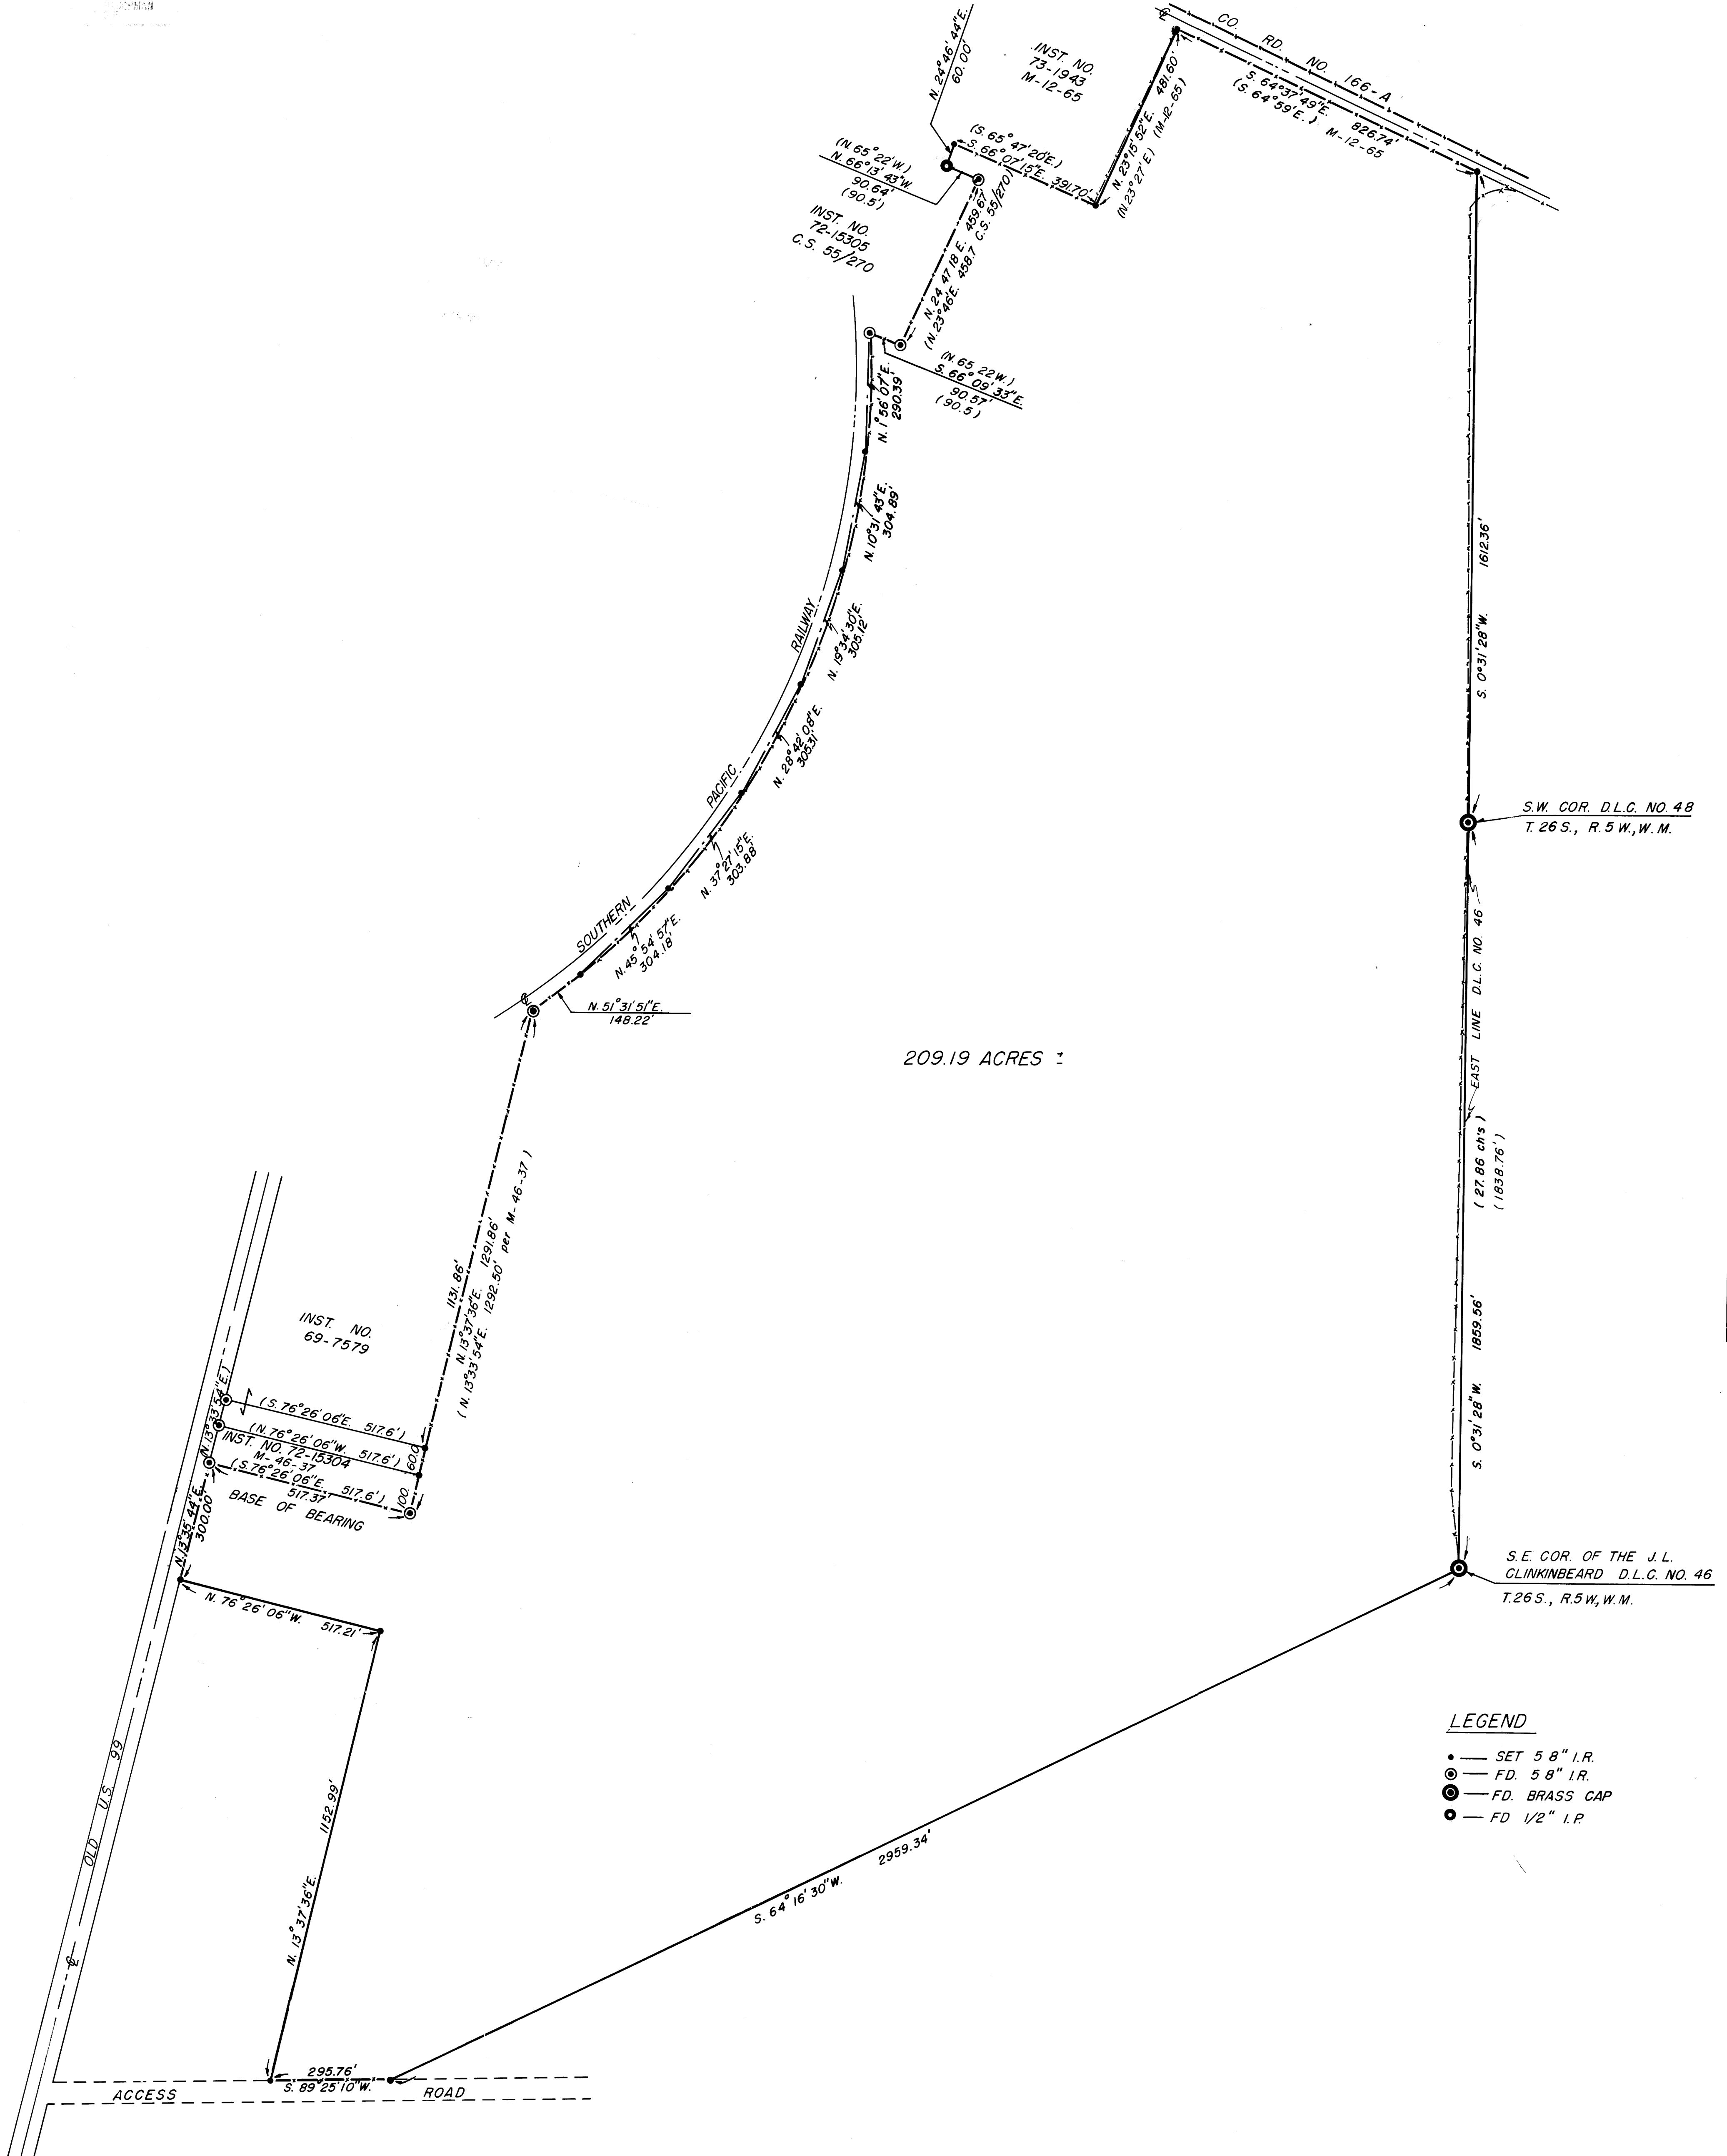 N. 24° 46' 44" E.
60.00'
INST. NO.
73-1943
M-12-65
℄
CO. RD. NO. 166-A
S. 64°37'49"E. 826.74'
(S. 64°59'E.) M-12-65
N. 23°15' 52"E. 481.60'
(N.23°27'E) (M-12-65)
(S. 65° 47'20"E.)
S. 66°07'15"E. 391.70'
(N. 65°22'W.)
N. 66°13' 43"W.
90.64'
(90.5')
INST. NO.
72-15305
C.S. 55/270
N. 24 47 18 E. 459.67
(N. 23°46'E. 458.7 C.S. 55/270)
(N. 65 22 W.)
S. 66° 09' 33"E.
90.57'
(90.5)
N. 1° 56' 07"E.
290.39'
N. 10°31' 43"E.
304.89'
N. 19°34' 30"E.
305.12'
N. 28°42' 08"E.
305.31'
N. 37°27' 15"E.
303.88'
N. 45° 54' 57"E.
304.18'
SOUTHERN PACIFIC RAILWAY
℄
N. 51°31'51"E.
148.22'
S. 0°31' 28"W. 1612.36'
S.W. COR. D.L.C. NO. 48
T. 26 S., R. 5 W., W. M.
EAST LINE D.L.C. NO. 46
(27.86 ch's)
(1838.76')
209.19 ACRES ±
S. 0°31' 28"W. 1859.56'
1131.86'
N. 13°37'36"E. 1291.86'
(N. 13°33'54"E. 1292.50' per M-46-37)
INST. NO.
69-7579
(N. 13°33'54"E.)
(S. 76°26'06"E. 517.6')
(N. 76°26'06"W. 517.6')
INST. NO. 72-15304
M-46-37
(S.76°26'06"E. 517.6')
517.37'
BASE OF BEARING
60.0
100.
N. 13°35' 44"E.
300.00'
N. 76°26' 06"W. 517.21'
S.E. COR. OF THE J. L.
CLINKINBEARD D.L.C. NO. 46
T. 26 S., R.5 W., W. M.
OLD U.S. 99
℄
N. 13°37'36"E. 1152.99'
S. 64° 16' 30"W. 2959.34'
LEGEND
SET 5 8" I.R.
FD. 5 8" I.R.
FD. BRASS CAP
FD 1/2" I.P.
295.76'
S. 89°25'10"W.
ACCESS ROAD